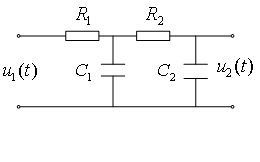 R₁ R₂
u₁(t) C₁ C₂ u₂(t)